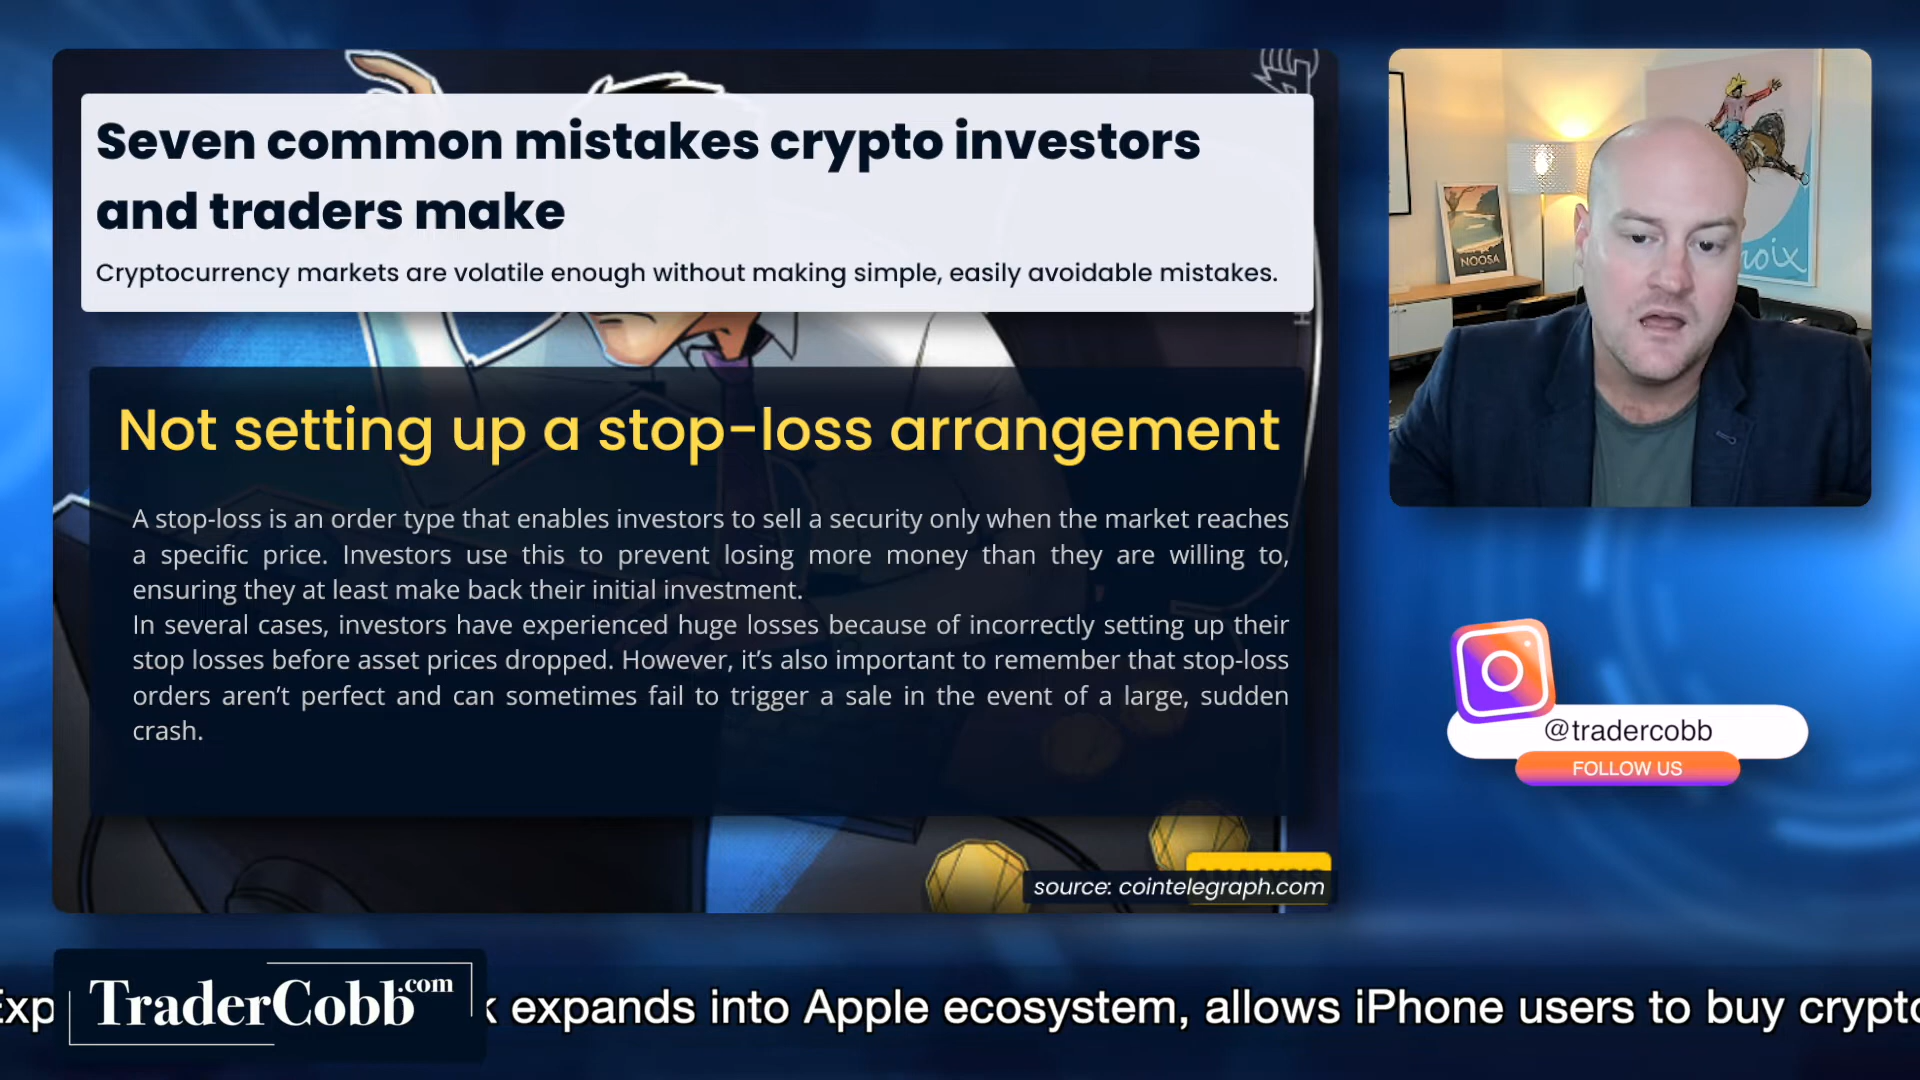 Seven common mistakes crypto investors
and traders make
Cryptocurrency markets are volatile enough without making simple, easily avoidable mistakes.
Not setting up a stop-loss arrangement
A stop-loss is an order type that enables investors to sell a security only when the market reaches
a specific price. Investors use this to prevent losing more money than they are willing to,
ensuring they at least make back their initial investment.
In several cases, investors have experienced huge losses because of incorrectly setting up their
stop losses before asset prices dropped. However, it's also important to remember that stop-loss
orders aren't perfect and can sometimes fail to trigger a sale in the event of a large, sudden
crash.
source: cointelegraph.com
NOOSA
@tradercobb
FOLLOW US
TraderCobb.com
expands into Apple ecosystem, allows iPhone users to buy crypto